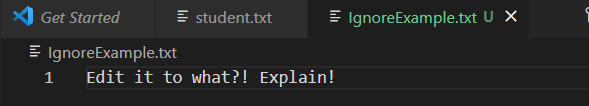 Get Started student.txt IgnoreExample.txt U
IgnoreExample.txt
1 Edit it to what?! Explain!